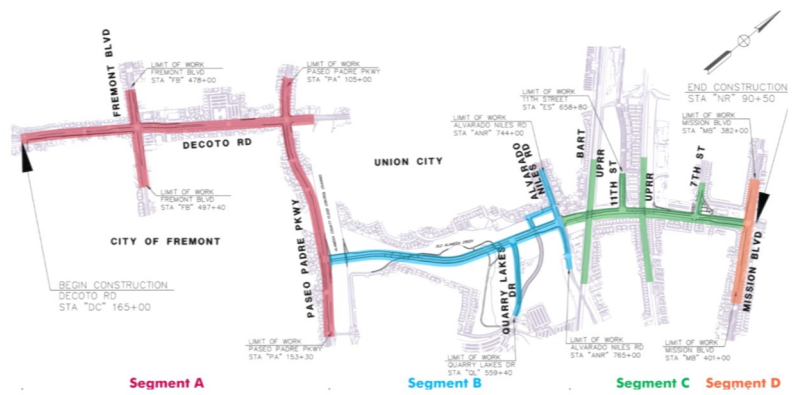 FREMONT BLVD
LIMIT OF WORK
FREMONT BLVD
STA "FB" 478+00
LIMIT OF WORK
PASEO PADRE PKWY
STA "PA" 105+00
DECOTO RD
LIMIT OF WORK
FREMONT BLVD
STA "FB" 497+40
CITY OF FREMONT
BEGIN CONSTRUCTION
DECOTO RD
STA "DC" 165+00
PASEO PADRE PKWY
LIMIT OF WORK
PASEO PADRE PKWY
STA "PA" 153+30
UNION CITY
OLD ALAMEDA CREEK
LIMIT OF WORK
ALVARADO NILES RD
STA "ANR" 744+00
ALVARADO
NILES RD
QUARRY LAKES
DR
LIMIT OF WORK
QUARRY LAKES DR
STA "QL" 559+40
LIMIT OF WORK
11TH STREET
STA "ES" 658+80
BART
UPRR
11TH ST
UPRR
7TH ST
LIMIT OF WORK
ALVARADO NILES RD
STA "ANR" 765+00
END CONSTRUCTION
STA "NR" 90+50
LIMIT OF WORK
MISSION BLVD
STA "MB" 382+00
MISSION BLVD
LIMIT OF WORK
MISSION BLVD
STA "MB" 401+00
Segment A
Segment B
Segment C
Segment D